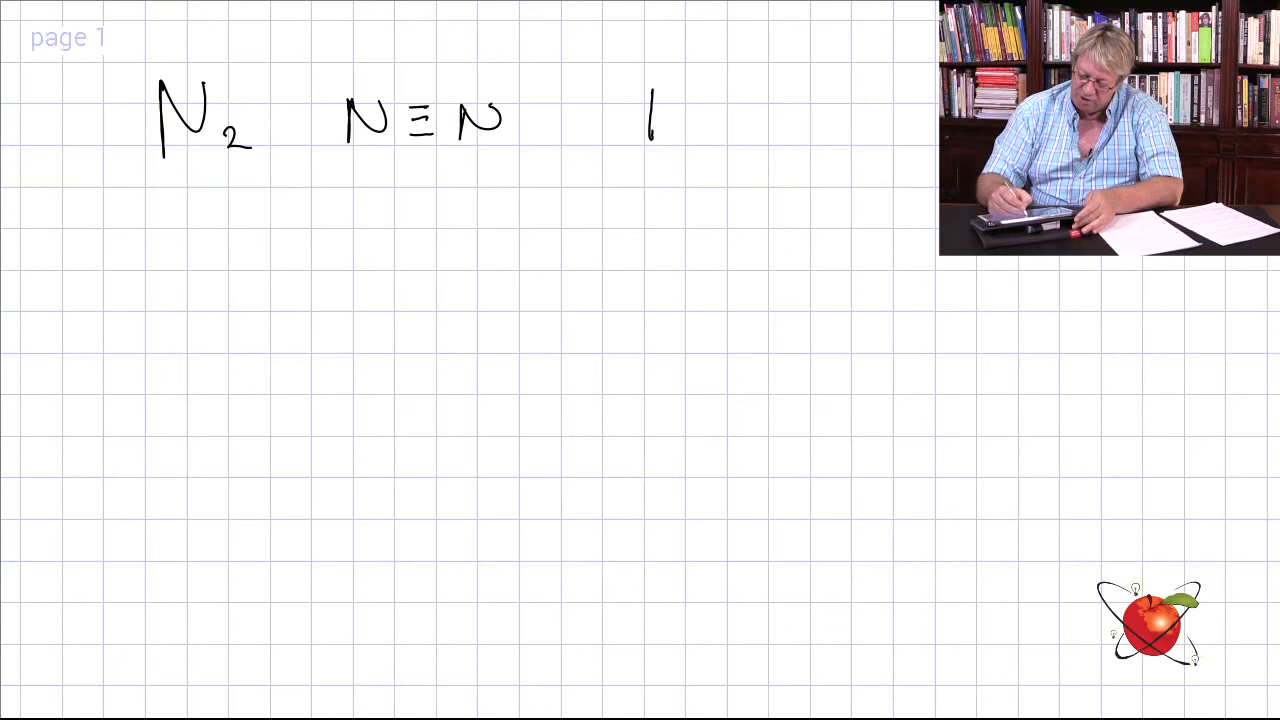 page 1
N₂ N≡N |